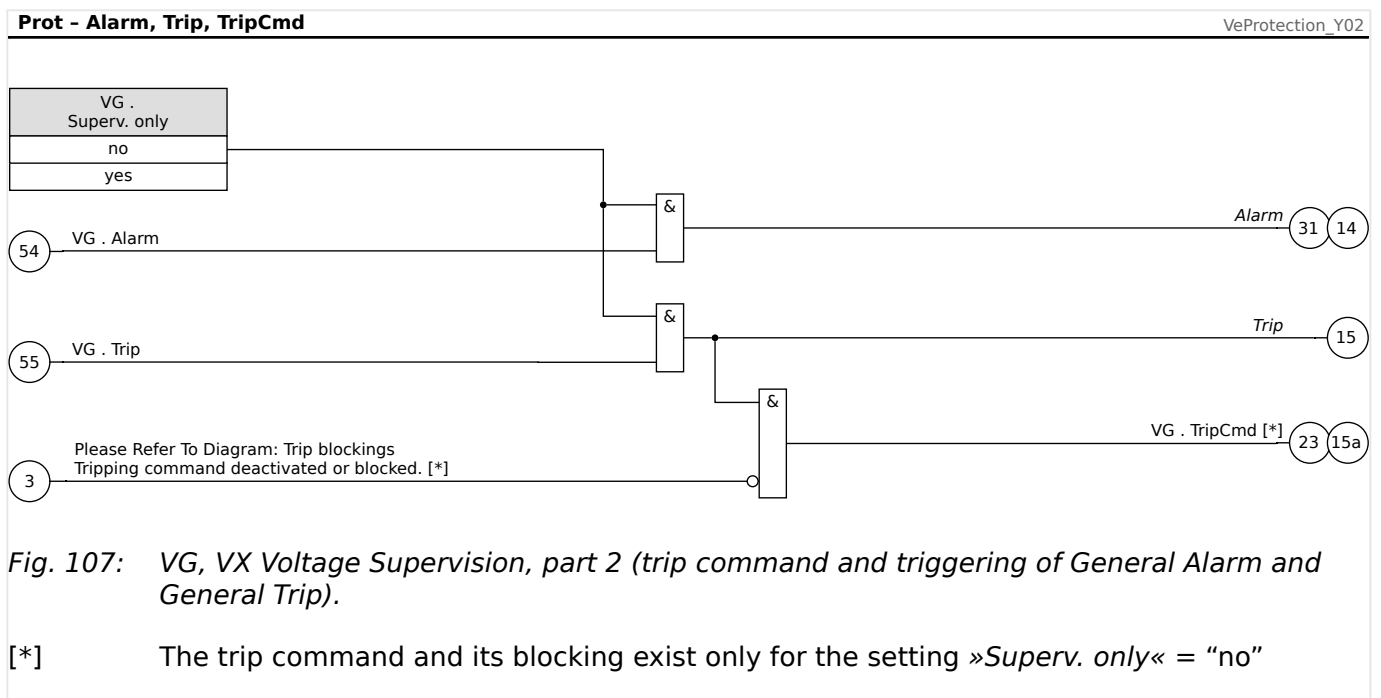 Prot – Alarm, Trip, TripCmd
VeProtection_Y02
VG .
Superv. only
no
yes
&
Alarm
31
14
54
VG . Alarm
&
Trip
15
55
VG . Trip
&
VG . TripCmd [*]
23
15a
Please Refer To Diagram: Trip blockings
Tripping command deactivated or blocked. [*]
3
Fig. 107: VG, VX Voltage Supervision, part 2 (trip command and triggering of General Alarm and
General Trip).
[*] The trip command and its blocking exist only for the setting »Superv. only« = “no”